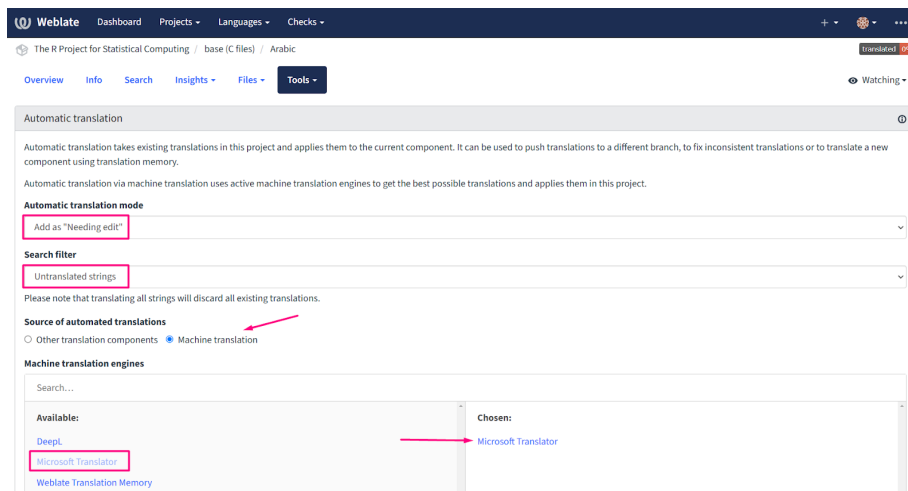 Weblate Dashboard Projects Languages Checks
The R Project for Statistical Computing / base (C files) / Arabic translated
Overview Info Search Insights Files Tools Watching
Automatic translation
Automatic translation takes existing translations in this project and applies them to the current component. It can be used to push translations to a different branch, to fix inconsistent translations or to translate a new
component using translation memory.
Automatic translation via machine translation uses active machine translation engines to get the best possible translations and applies them in this project.
Automatic translation mode
Add as "Needing edit"
Search filter
Untranslated strings
Please note that translating all strings will discard all existing translations.
Source of automated translations
Other translation components Machine translation
Machine translation engines
Search...
Available: Chosen:
DeepL Microsoft Translator
Microsoft Translator
Weblate Translation Memory